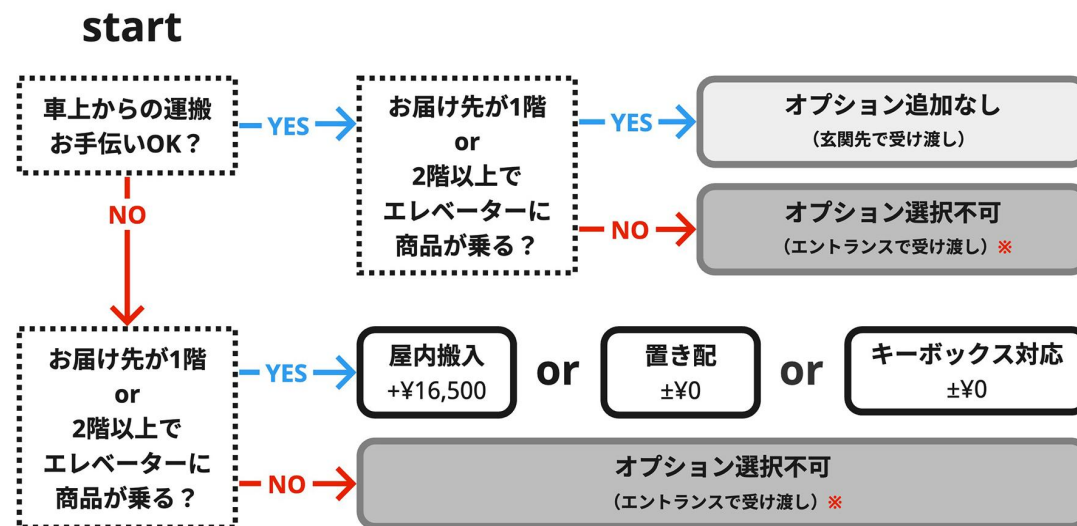 start
車上からの運搬
お手伝いOK？
YES
お届け先が1階
or
2階以上で
エレベーターに
商品が乗る？
YES
オプション追加なし
（玄関先で受け渡し）
NO
オプション選択不可
（エントランスで受け渡し）※
NO
お届け先が1階
or
2階以上で
エレベーターに
商品が乗る？
YES
屋内搬入
+¥16,500
or
置き配
±¥0
or
キーボックス対応
±¥0
NO
オプション選択不可
（エントランスで受け渡し）※